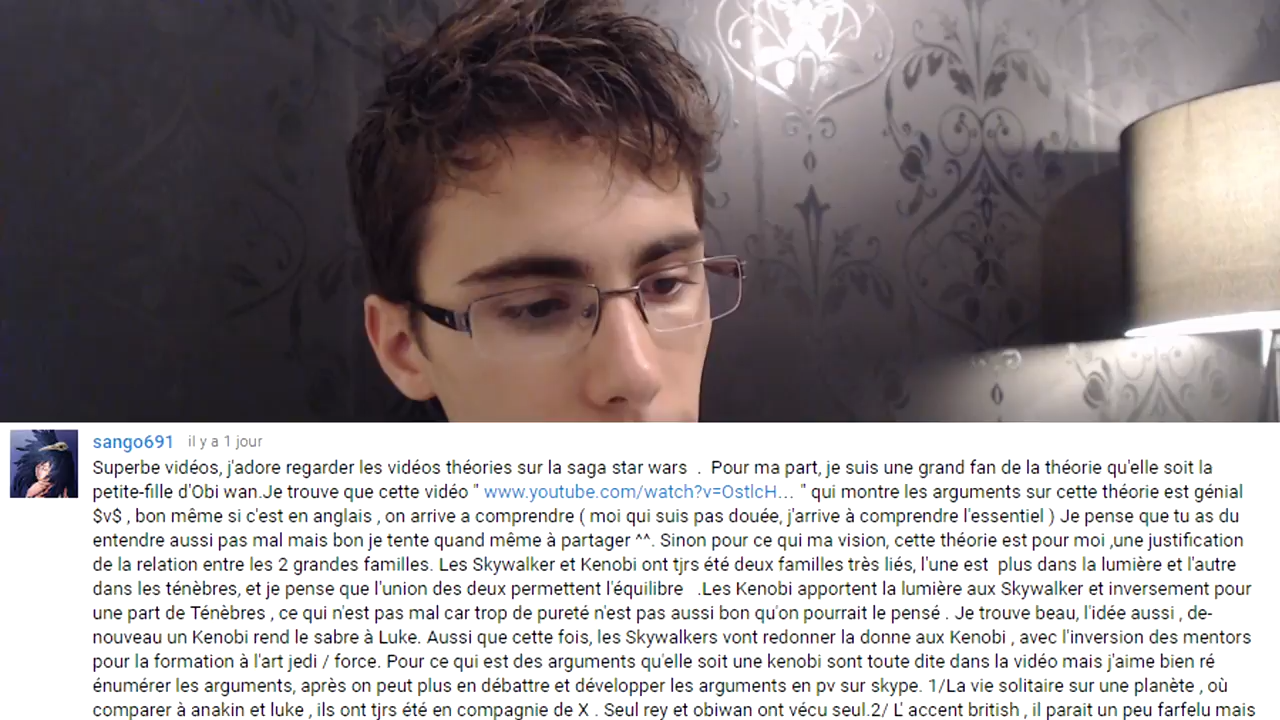 sango691 il y a 1 jour
Superbe vidéos, j'adore regarder les vidéos théories sur la saga star wars . Pour ma part, je suis une grand fan de la théorie qu'elle soit la
petite-fille d'Obi wan.Je trouve que cette vidéo " www.youtube.com/watch?v=OstlcH... " qui montre les arguments sur cette théorie est génial
$v$ , bon même si c'est en anglais , on arrive a comprendre ( moi qui suis pas douée, j'arrive à comprendre l'essentiel ) Je pense que tu as du
entendre aussi pas mal mais bon je tente quand même à partager ^^. Sinon pour ce qui ma vision, cette théorie est pour moi ,une justification
de la relation entre les 2 grandes familles. Les Skywalker et Kenobi ont tjrs été deux familles très liés, l'une est plus dans la lumière et l'autre
dans les ténèbres, et je pense que l'union des deux permettent l'équilibre .Les Kenobi apportent la lumière aux Skywalker et inversement pour
une part de Ténèbres , ce qui n'est pas mal car trop de pureté n'est pas aussi bon qu'on pourrait le pensé . Je trouve beau, l'idée aussi , de-
nouveau un Kenobi rend le sabre à Luke. Aussi que cette fois, les Skywalkers vont redonner la donne aux Kenobi , avec l'inversion des mentors
pour la formation à l'art jedi / force. Pour ce qui est des arguments qu'elle soit une kenobi sont toute dite dans la vidéo mais j'aime bien ré
énumérer les arguments, après on peut plus en débattre et développer les arguments en pv sur skype. 1/La vie solitaire sur une planète , où
comparer à anakin et luke , ils ont tjrs été en compagnie de X . Seul rey et obiwan ont vécu seul.2/ L' accent british , il parait un peu farfelu mais